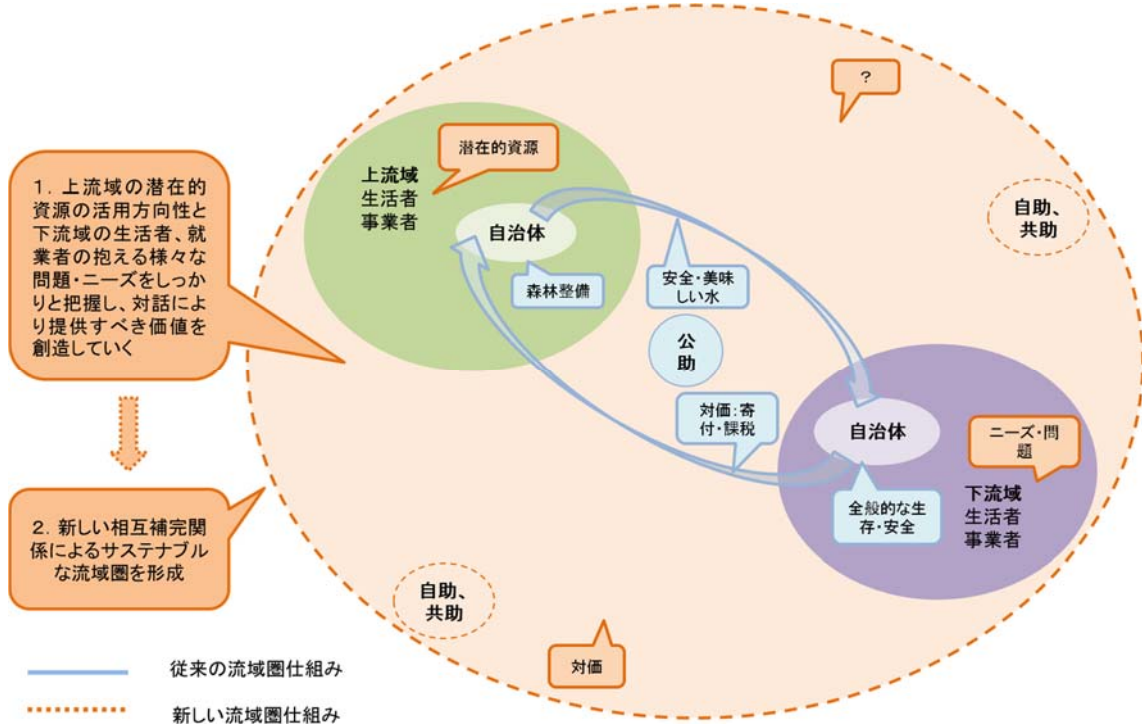 ?
潜在的資源
上流域
生活者
事業者
自治体
森林整備
安全・美味
しい水
自助、
共助
公
助
1. 上流域の潜在的
資源の活用方向性と
下流域の生活者、就
業者の抱える様々な
問題・ニーズをしっか
りと把握し、対話によ
り提供すべき価値を
創造していく
対価:寄
付・課税
自治体
ニーズ・問
題
全般的な生
存・安全
下流域
生活者
事業者
2. 新しい相互補完関
係によるサステナブル
な流域圏を形成
自助、
共助
対価
従来の流域圏仕組み
新しい流域圏仕組み